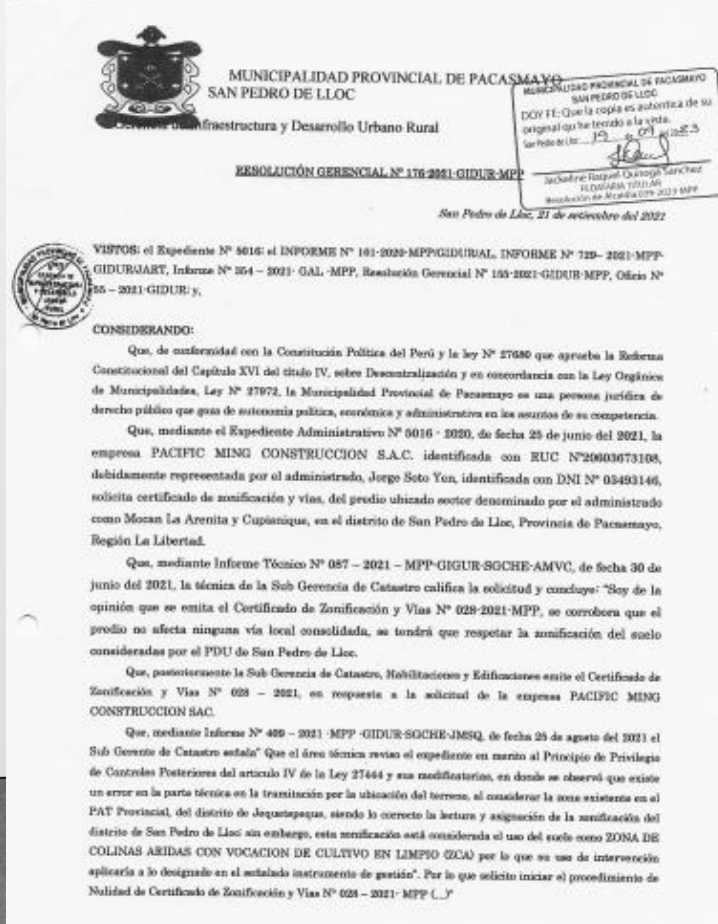 MUNICIPALIDAD PROVINCIAL DE PACASMAYO
SAN PEDRO DE LLOC
Gerencia de Infraestructura y Desarrollo Urbano Rural
MUNICIPALIDAD PROVINCIAL DE PACASMAYO
SAN PEDRO DE LLOC
DOY FE: Que la copia es autentica de su
original que he tenido a la vista.
San Pedro de Lloc 19 09 2023
Jackeline Raquel Quiroga Sanchez
FEDATARIA TITULAR
Resolución de Alcaldía 039-2023-MPP
RESOLUCIÓN GERENCIAL Nº 176-2021-GIDUR-MPP
San Pedro de Lloc, 21 de setiembre del 2021
VISTOS: el Expediente Nº 5016: el INFORME Nº 101-2020-MPP/GIDUR/AL, INFORME Nº 729– 2021-MPP-
GIDUR/JART, Informe Nº 354 – 2021- GAL -MPP, Resolución Gerencial Nº 155-2021-GIDUR-MPP, Oficio Nº
55 – 2021-GIDUR: y,
CONSIDERANDO:
Que, de conformidad con la Constitución Política del Perú y la ley Nº 27680 que aprueba la Reforma
Constitucional del Capítulo XVI del título IV, sobre Descentralización y en concordancia con la Ley Orgánica
de Municipalidades, Ley Nº 27972, la Municipalidad Provincial de Pacasmayo es una persona jurídica de
derecho público que goza de autonomía política, económica y administrativa en los asuntos de su competencia.
Que, mediante el Expediente Administrativo Nº 5016 - 2020, de fecha 25 de junio del 2021, la
empresa PACIFIC MING CONSTRUCCION S.A.C. identificada con RUC Nº20603673108,
debidamente representada por el administrado, Jorge Soto Yen, identificada con DNI Nº 03493146,
solicita certificado de zonificación y vías, del predio ubizado sector denominado por el administrado
como Mocan La Arenita y Cupisnique, en el distrito de San Pedro de Lloc, Provincia de Pacasmayo,
Región La Libertad.
Que, mediante Informe Técnico Nº 087 – 2021 – MPP-GIGUR-SGCHE-AMVC, de fecha 30 de
junio del 2021, la técnica de la Sub Gerencia de Catastro califica la solicitud y concluye: "Soy de la
opinión que se emita el Certificado de Zonificación y Vías Nº 028-2021-MPP, se corrobora que el
predio no afecta ninguna vía local consolidada, se tendrá que respetar la zonificación del suelo
consideradas por el PDU de San Pedro de Lloc.
Que, posteriormente la Sub Gerencia de Catastro, Habilitaciones y Edificaciones emite el Certificado de
Zonificación y Vías Nº 028 – 2021, en respuesta a la solicitud de la empresa PACIFIC MING
CONSTRUCCION SAC.
Que, mediante Informe Nº 409 – 2021 -MPP -GIDUR-SGCHE-JMSQ, de fecha 25 de agosto del 2021 el
Sub Gerente de Catastro señala" Que el área técnica reviso el expediente en merito al Principio de Privilegio
de Controles Posteriores del articulo IV de la Ley 27444 y sus modificatorias, en donde se observó que existe
un error en la parte técnica en la tramitación por la ubicación del terreno, al considerar la zona existente en el
PAT Provincial, del distrito de Jequetepeque, siendo lo correcto la lectura y asignación de la zonificación del
distrito de San Pedro de Lloc: sin embargo, esta zonificación está considerada el uso del suelo como ZONA DE
COLINAS ARIDAS CON VOCACION DE CULTIVO EN LIMPIO (ZCA) por lo que su uso de intervención
aplicaría a lo designado en el señalado instrumento de gestión". Por lo que solicito iniciar el procedimiento de
Nulidad de Certificado de Zonificación y Vías Nº 028 – 2021- MPP (...)"